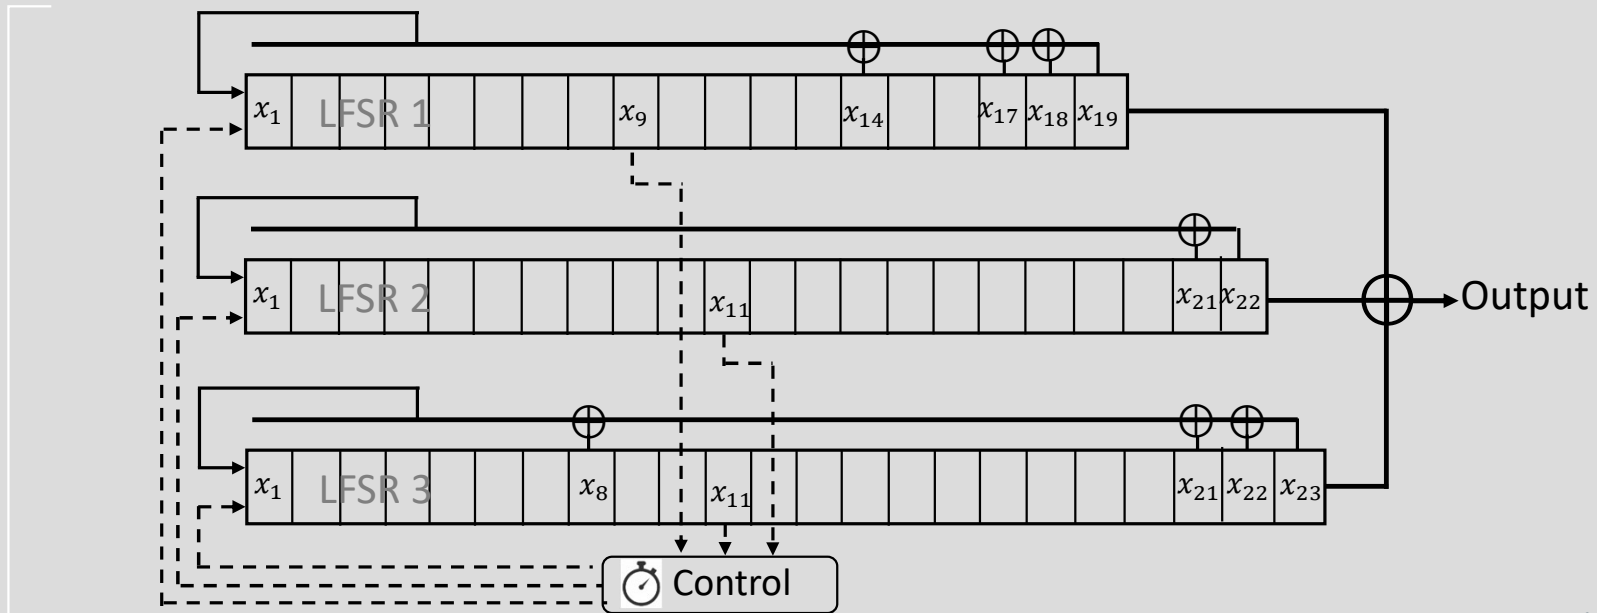 x₁ LFSR 1 x₉ x₁₄ x₁₇ x₁₈ x₁₉
x₁ LFSR 2 x₁₁ x₂₁ x₂₂ Output
x₁ LFSR 3 x₈ x₁₁ x₂₁ x₂₂ x₂₃
Control